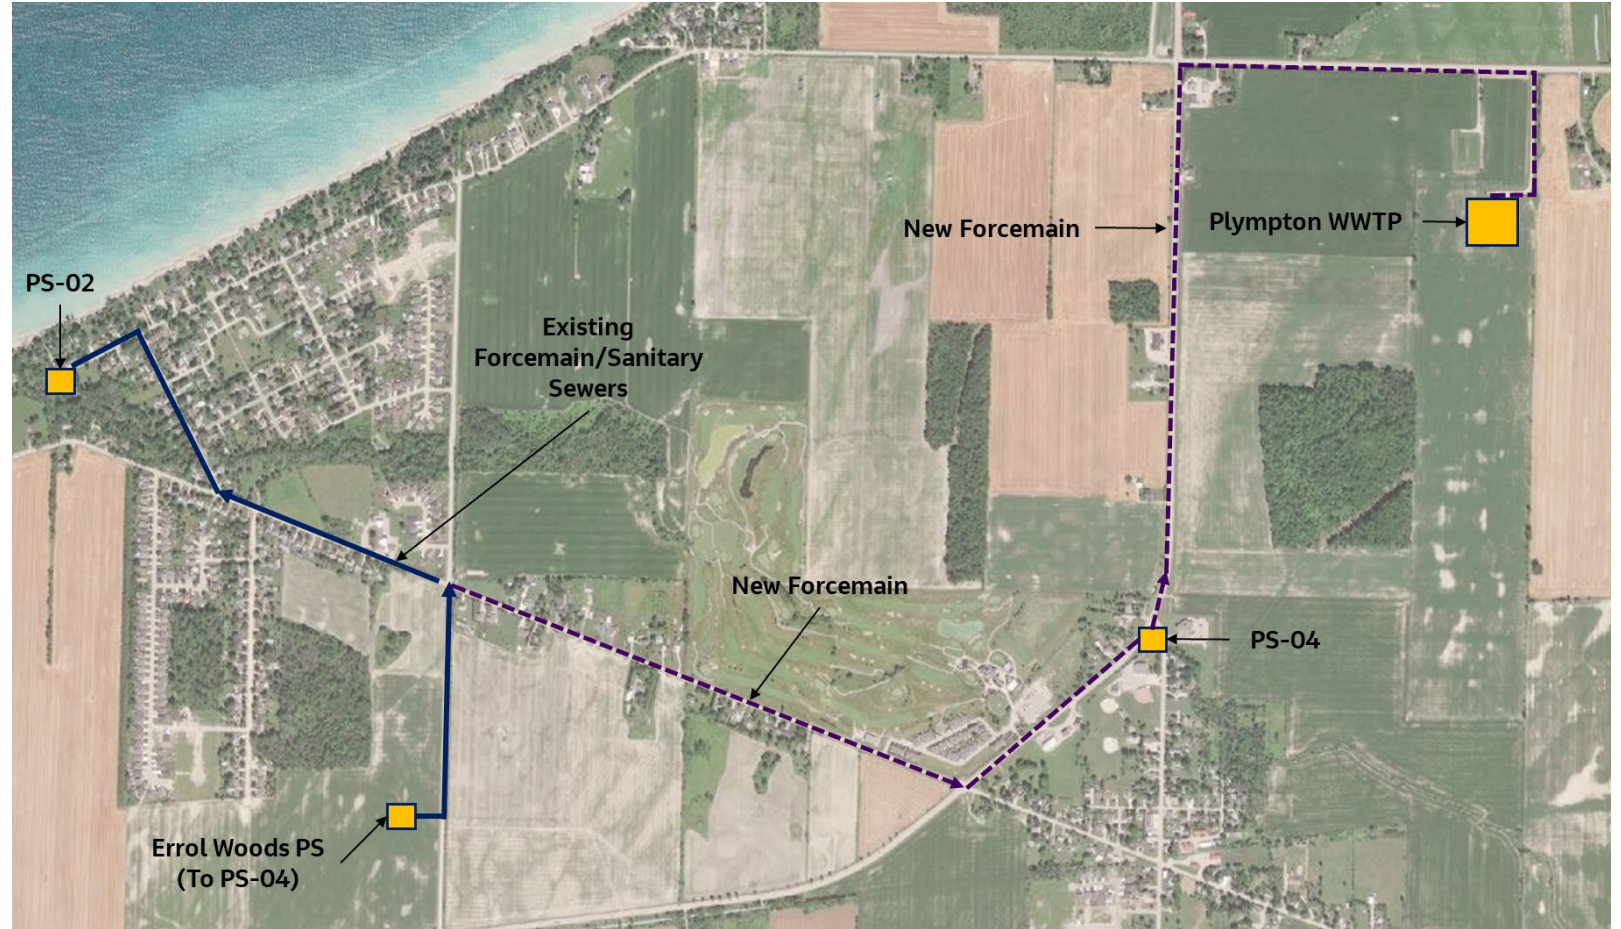 New Forcemain
Plympton WWTP
PS-02
Existing
Forcemain/Sanitary
Sewers
New Forcemain
PS-04
Errol Woods PS
(To PS-04)